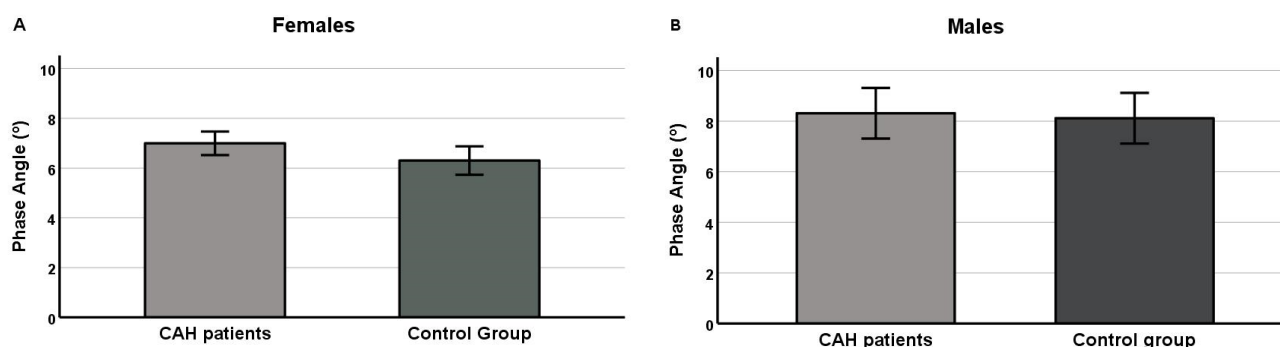 A
Females
10
8
6
4
2
0
Phase Angle (º)
CAH patients
Control Group
B
Males
10
8
6
4
2
0
Phase Angle (º)
CAH patients
Control group